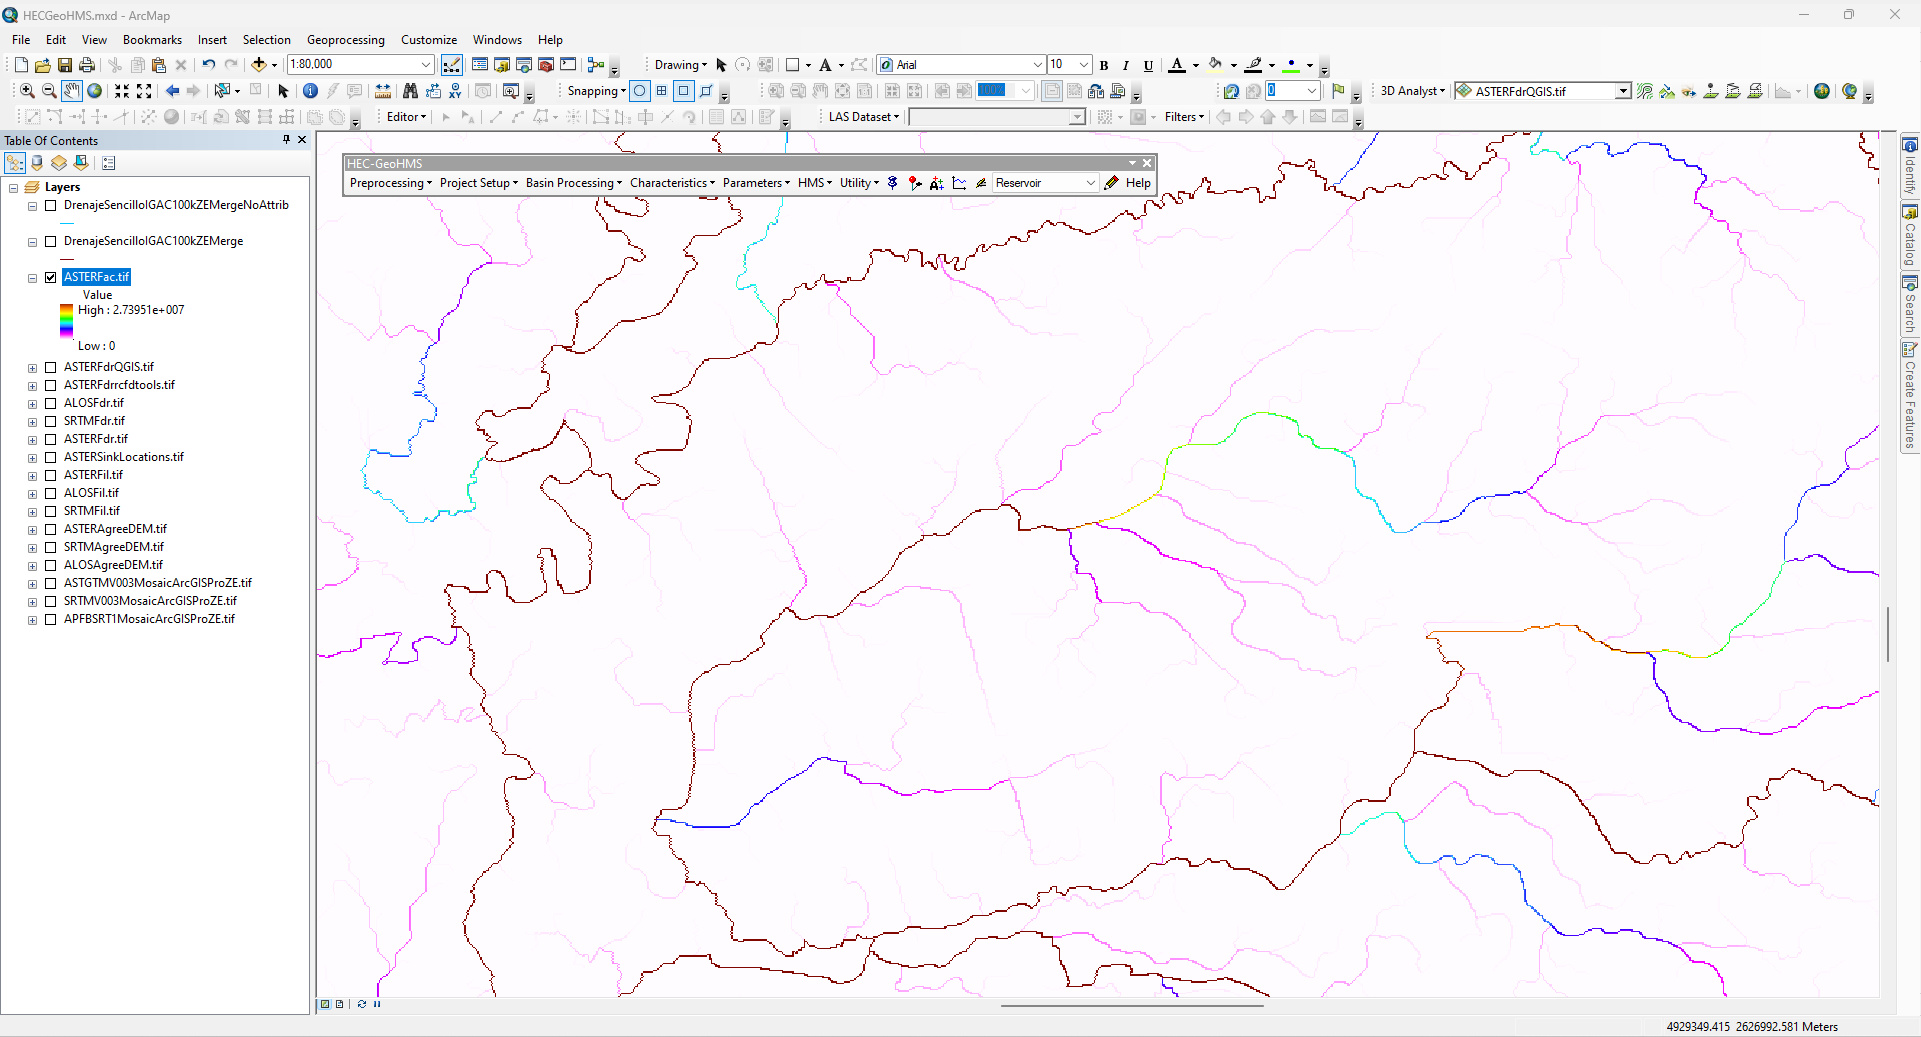 HECGeoHMS.mxd - ArcMap
File Edit View Bookmarks Insert Selection Geoprocessing Customize Windows Help
1:80,000 Drawing Arial 10 B I U A
Snapping 100% 0 3D Analyst ASTERFdrQGIS.tif
Editor LAS Dataset Filters
Table Of Contents
HEC-GeoHMS
Preprocessing Project Setup Basin Processing Characteristics Parameters HMS Utility Reservoir Help
Layers
DrenajeSencilloIGAC100kZEMergeNoAttrib
DrenajeSencilloIGAC100kZEMerge
ASTERFac.tif
Value
High : 2.73951e+007
Low : 0
ASTERFdrQGIS.tif
ASTERFdrrcfdtools.tif
ALOSFdr.tif
SRTMFdr.tif
ASTERFdr.tif
ASTERSinkLocations.tif
ASTERFil.tif
ALOSFil.tif
SRTMFil.tif
ASTERAgreeDEM.tif
SRTMAgreeDEM.tif
ALOSAgreeDEM.tif
ASTGTMV003MosaicArcGISProZE.tif
SRTMV003MosaicArcGISProZE.tif
APFBSRT1MosaicArcGISProZE.tif
Identify
Catalog
Search
Create Features
4929349.415 2626992.581 Meters